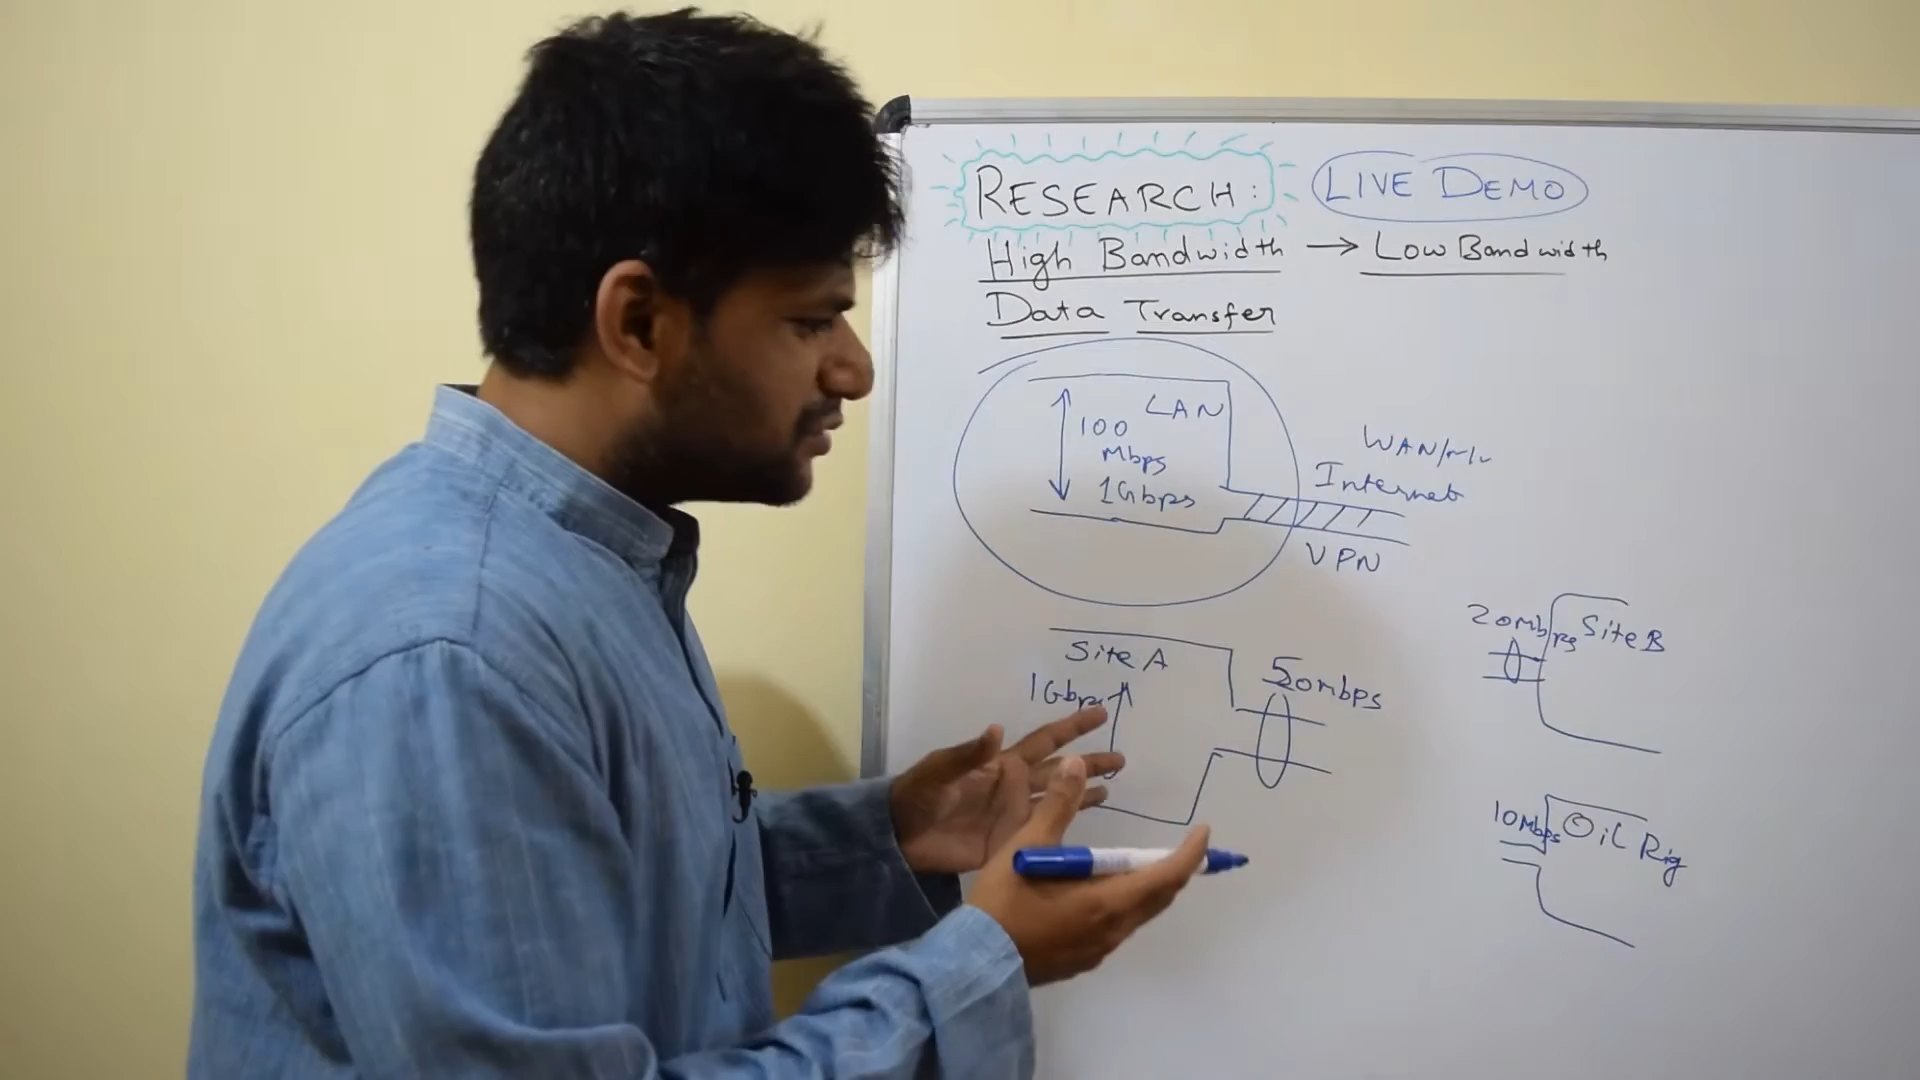 RESEARCH: LIVE DEMO
High Bandwidth → Low Bandwidth
Data Transfer
LAN
100
Mbps
1Gbps
Internet
VPN
Site A
1Gbps
50mbps
20mbps Site B
10Mbps Oil Rig